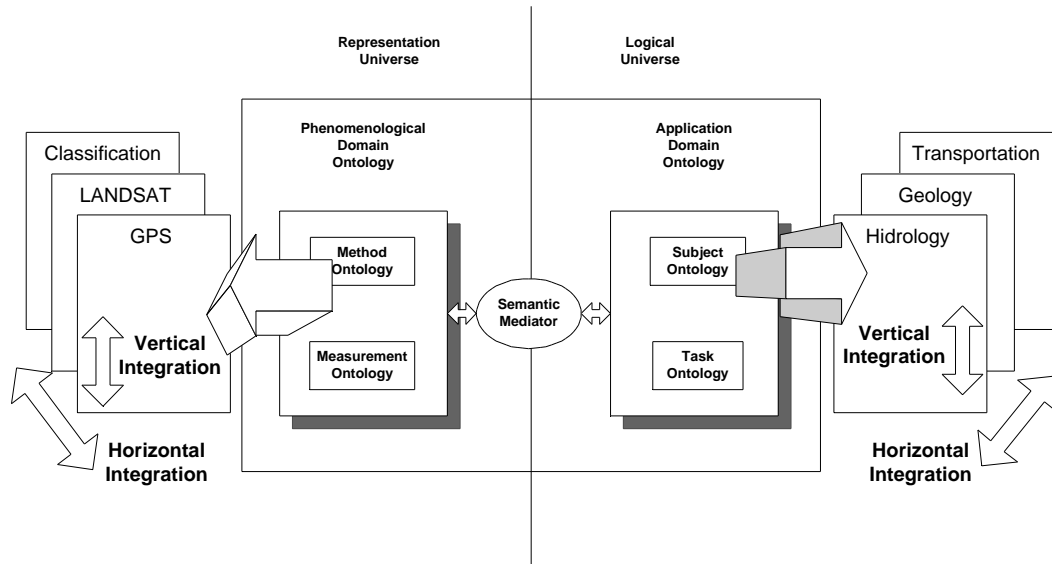 Representation
Universe
Logical
Universe
Phenomenological
Domain
Ontology
Application
Domain
Ontology
Classification
LANDSAT
GPS
Transportation
Geology
Hidrology
Method
Ontology
Subject
Ontology
Semantic
Mediator
Vertical
Integration
Measurement
Ontology
Task
Ontology
Vertical
Integration
Horizontal
Integration
Horizontal
Integration